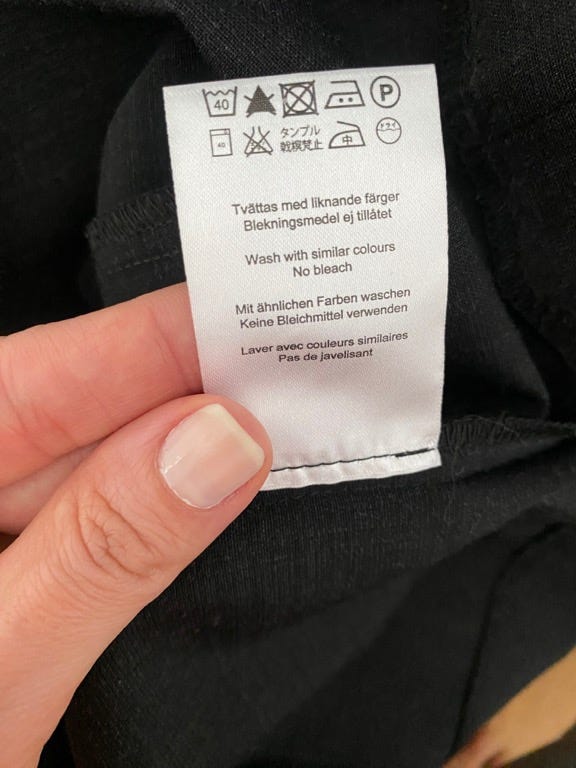 40
P
40
タンブル
乾燥禁止
中
ドライ
Tvättas med liknande färger
Blekningsmedel ej tillåtet
Wash with similar colours
No bleach
Mit ähnlichen Farben waschen
Keine Bleichmittel verwenden
Laver avec couleurs similaires
Pas de javelisant